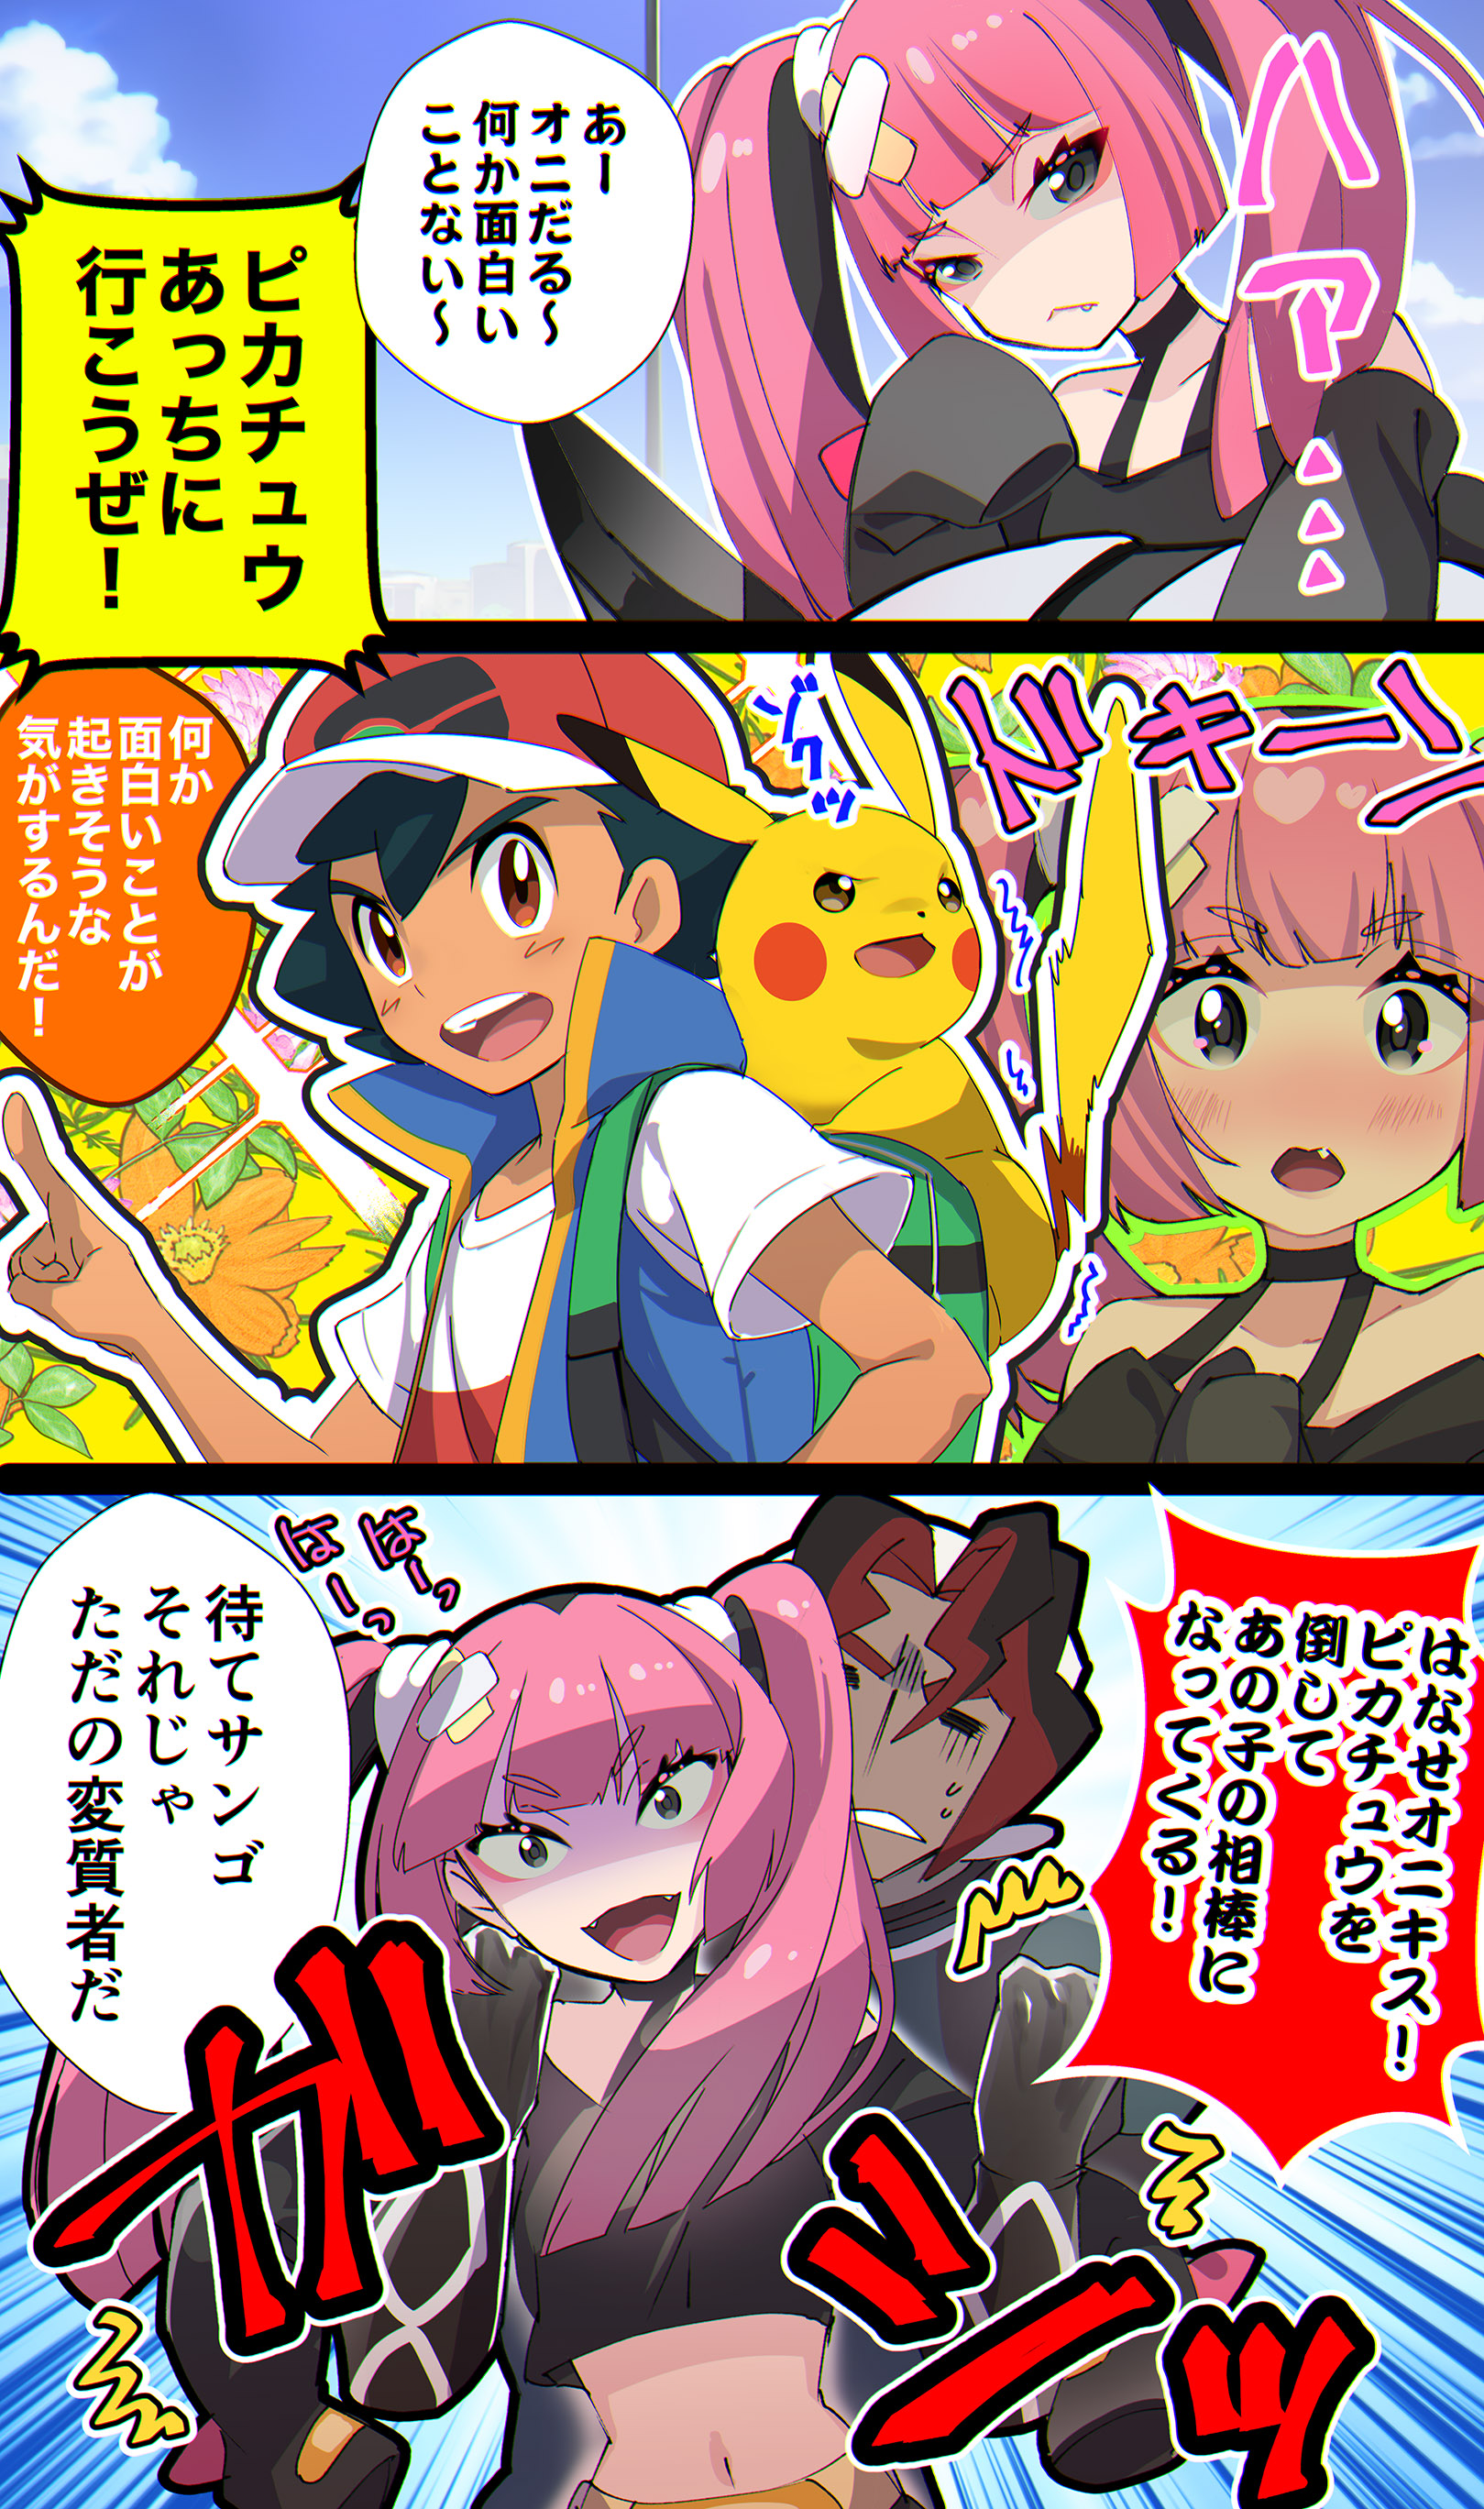 ハァ…
あー
オニだる〜
何か面白い
ことない〜
ピカチュウ
あっちに
行こうぜ！
ズキーーン
ゾクッ
何か
面白いことが
起きそうな
気がするんだ！
はなせオニキス！
ピカチュウを
倒して
あの子の相棒に
なってくる！
はーっ
はーっ
待てサンゴ
それじゃ
ただの変質者だ
ガシッ